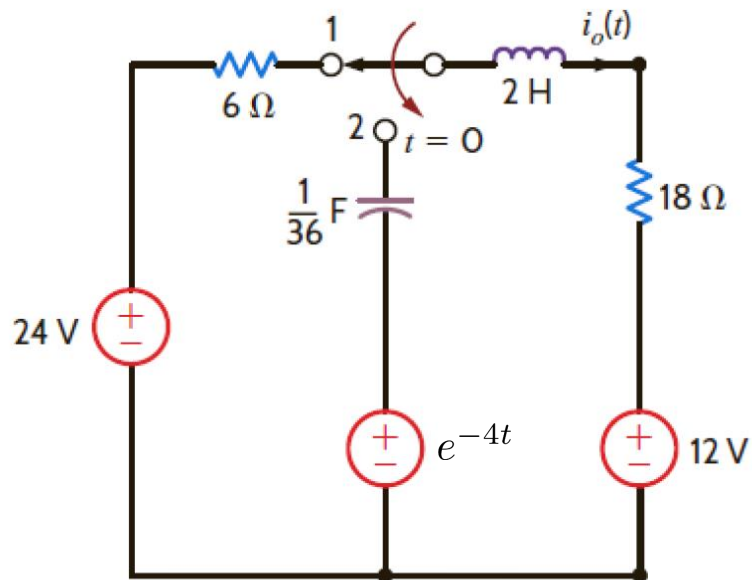 1
i_o(t)
6 Ω
2 H
2
t = 0
1/36 F
18 Ω
24 V
+
−
+
−
e^{-4t}
+
−
12 V